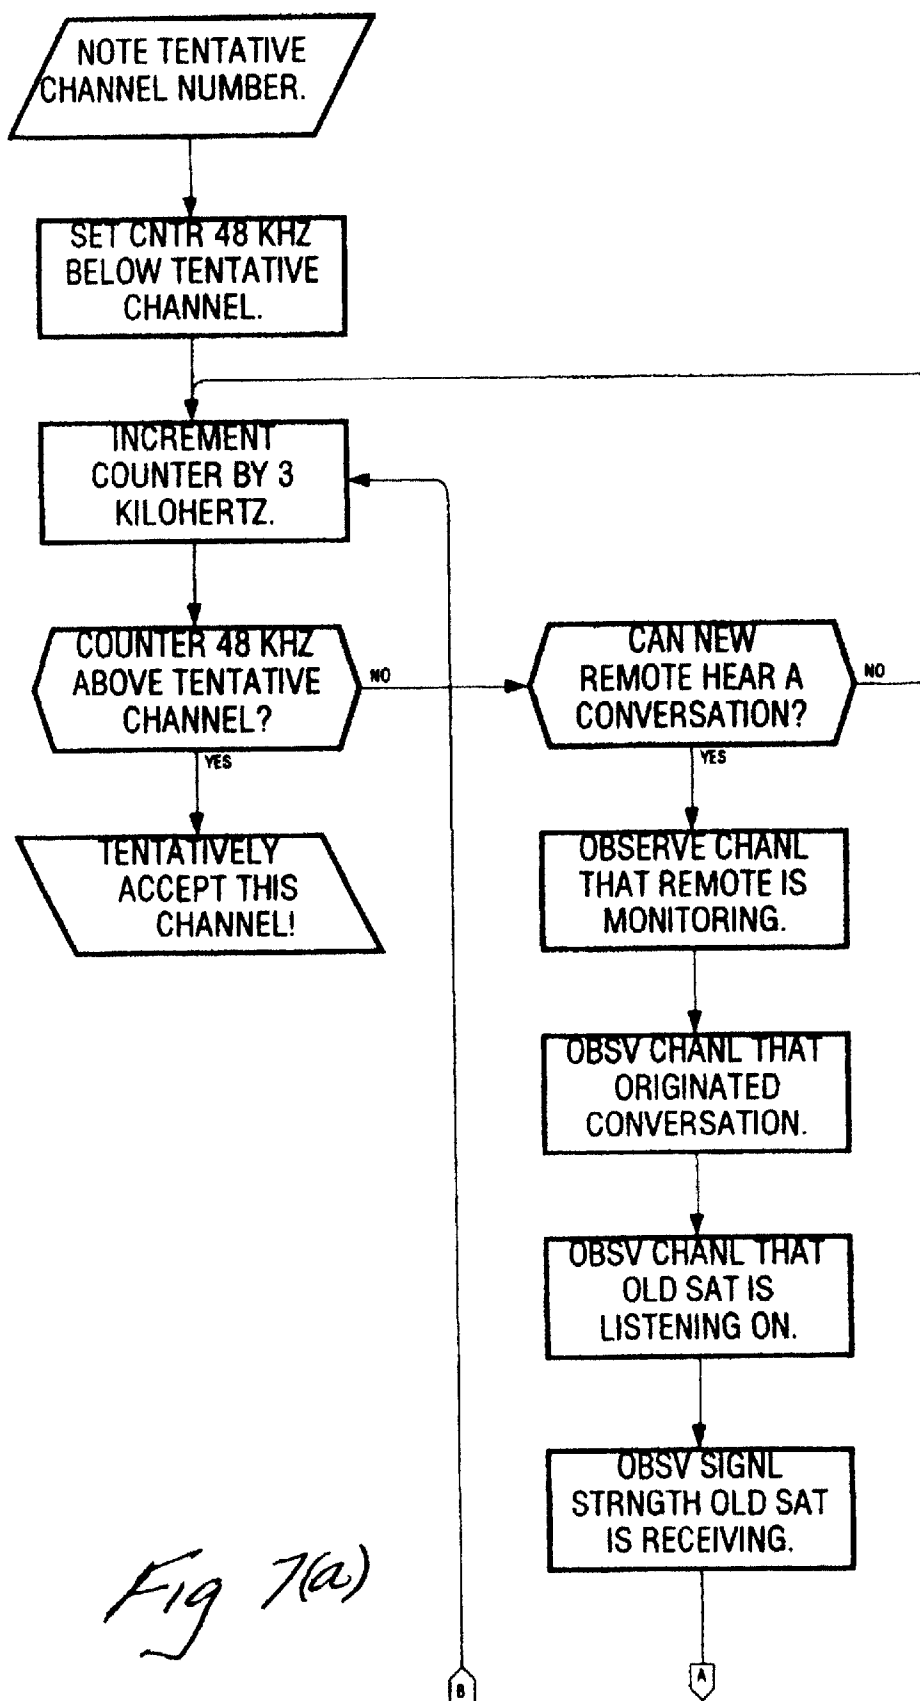 NOTE TENTATIVE
CHANNEL NUMBER.
SET CNTR 48 KHZ
BELOW TENTATIVE
CHANNEL.
INCREMENT
COUNTER BY 3
KILOHERTZ.
COUNTER 48 KHZ
ABOVE TENTATIVE
CHANNEL?
NO
YES
TENTATIVELY
ACCEPT THIS
CHANNEL!
CAN NEW
REMOTE HEAR A
CONVERSATION?
NO
YES
OBSERVE CHANL
THAT REMOTE IS
MONITORING.
OBSV CHANL THAT
ORIGINATED
CONVERSATION.
OBSV CHANL THAT
OLD SAT IS
LISTENING ON.
OBSV SIGNL
STRNGTH OLD SAT
IS RECEIVING.
Fig 7(a)
B
A